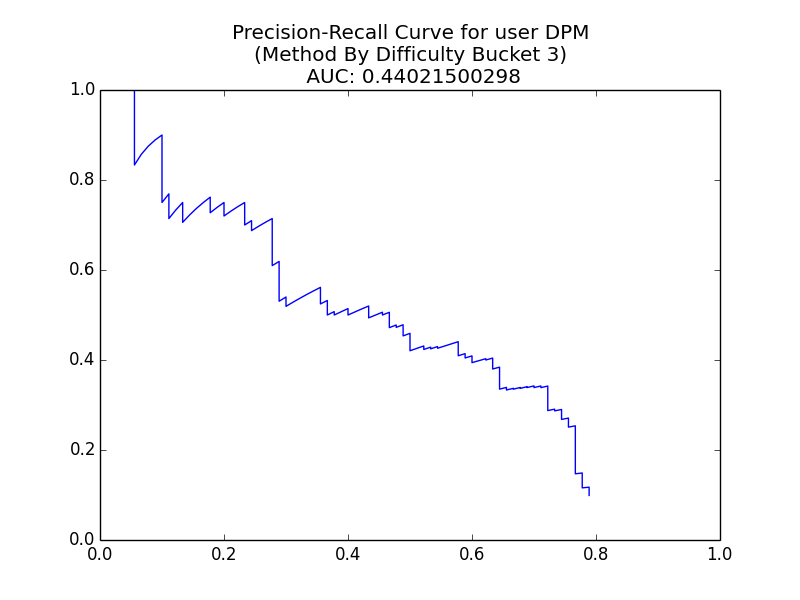 Precision-Recall Curve for user DPM
(Method By Difficulty Bucket 3)
AUC: 0.44021500298
1.0
0.8
0.6
0.4
0.2
0.0
0.0 0.2 0.4 0.6 0.8 1.0